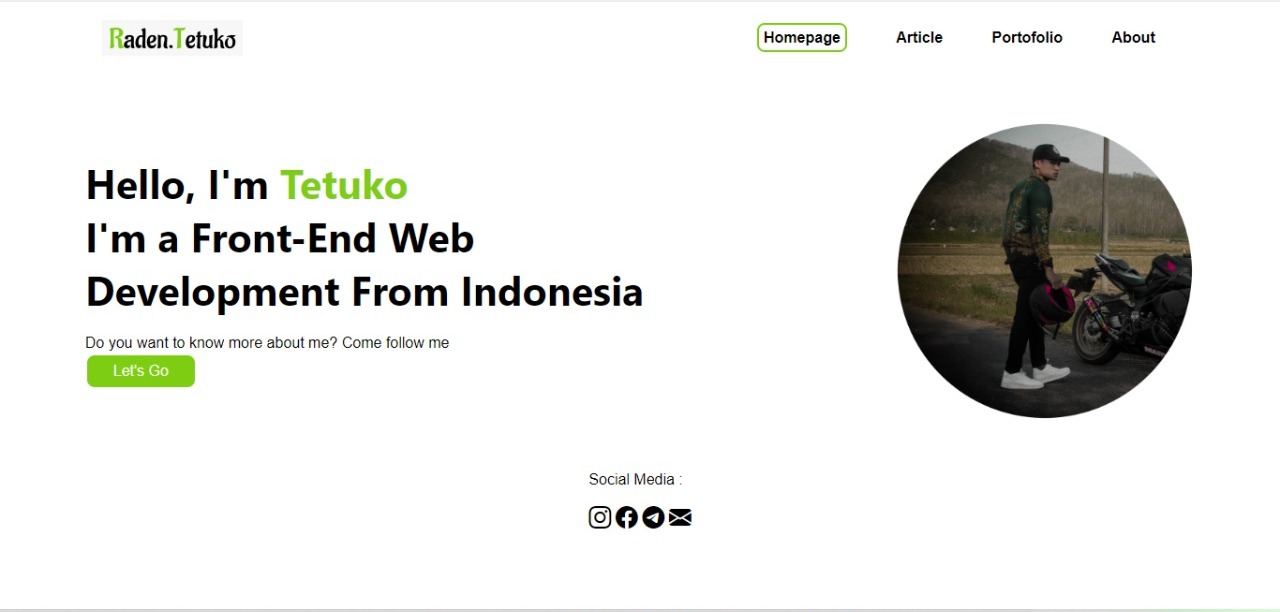 Raden.Tetuko
Homepage Article Portofolio About
Hello, I'm Tetuko
I'm a Front-End Web
Development From Indonesia
Do you want to know more about me? Come follow me
Let's Go
Social Media :